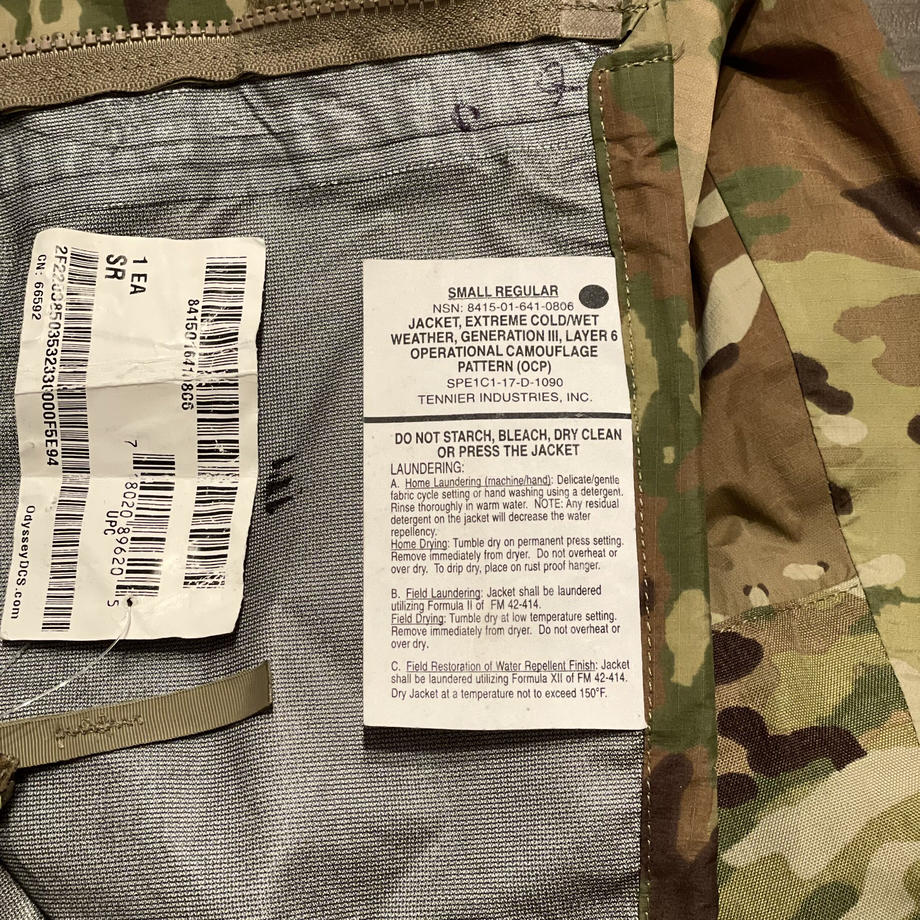 1 EA
SR
CN: 66592
7 80202 89620 5
UPC
OdysseyDCS.com
SMALL REGULAR
NSN: 8415-01-641-0806
JACKET, EXTREME COLD/WET
WEATHER, GENERATION III, LAYER 6
OPERATIONAL CAMOUFLAGE
PATTERN (OCP)
SPE1C1-17-D-1090
TENNIER INDUSTRIES, INC.
DO NOT STARCH, BLEACH, DRY CLEAN
OR PRESS THE JACKET
LAUNDERING:
A. Home Laundering (machine/hand): Delicate/gentle
fabric cycle setting or hand washing using a detergent.
Rinse thoroughly in warm water. NOTE: Any residual
detergent on the jacket will decrease the water
repellency.
Home Drying: Tumble dry on permanent press setting.
Remove immediately from dryer. Do not overheat or
over dry. To drip dry, place on rust proof hanger.
B. Field Laundering: Jacket shall be laundered
utilizing Formula II of FM 42-414.
Field Drying: Tumble dry at low temperature setting.
Remove immediately from dryer. Do not overheat or
over dry.
C. Field Restoration of Water Repellent Finish: Jacket
shall be laundered utilizing Formula XII of FM 42-414.
Dry Jacket at a temperature not to exceed 150°F.